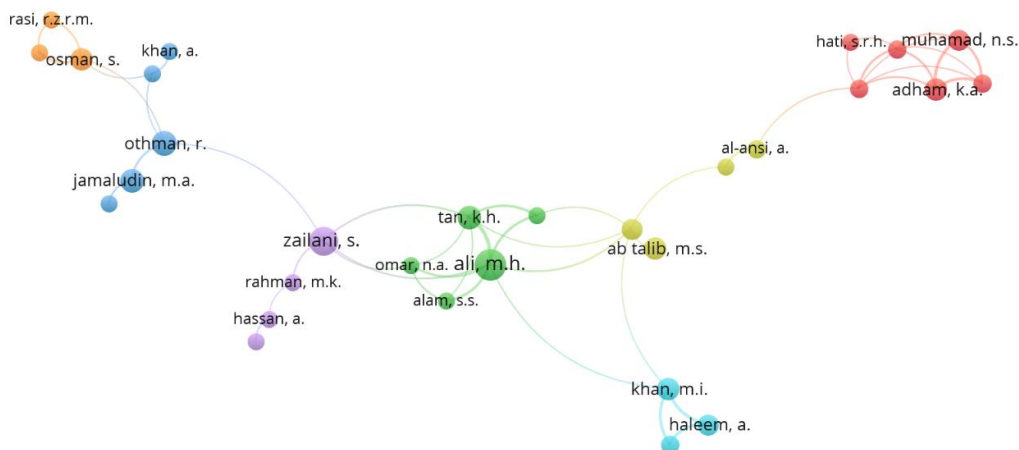 rasi, r.z.r.m.
khan, a.
osman, s.
hati, s.r.h.
muhamad, n.s.
adham, k.a.
othman, r.
al-ansi, a.
jamaludin, m.a.
tan, k.h.
zailani, s.
ab talib, m.s.
omar, n.a.
ali, m.h.
rahman, m.k.
alam, s.s.
hassan, a.
khan, m.i.
haleem, a.